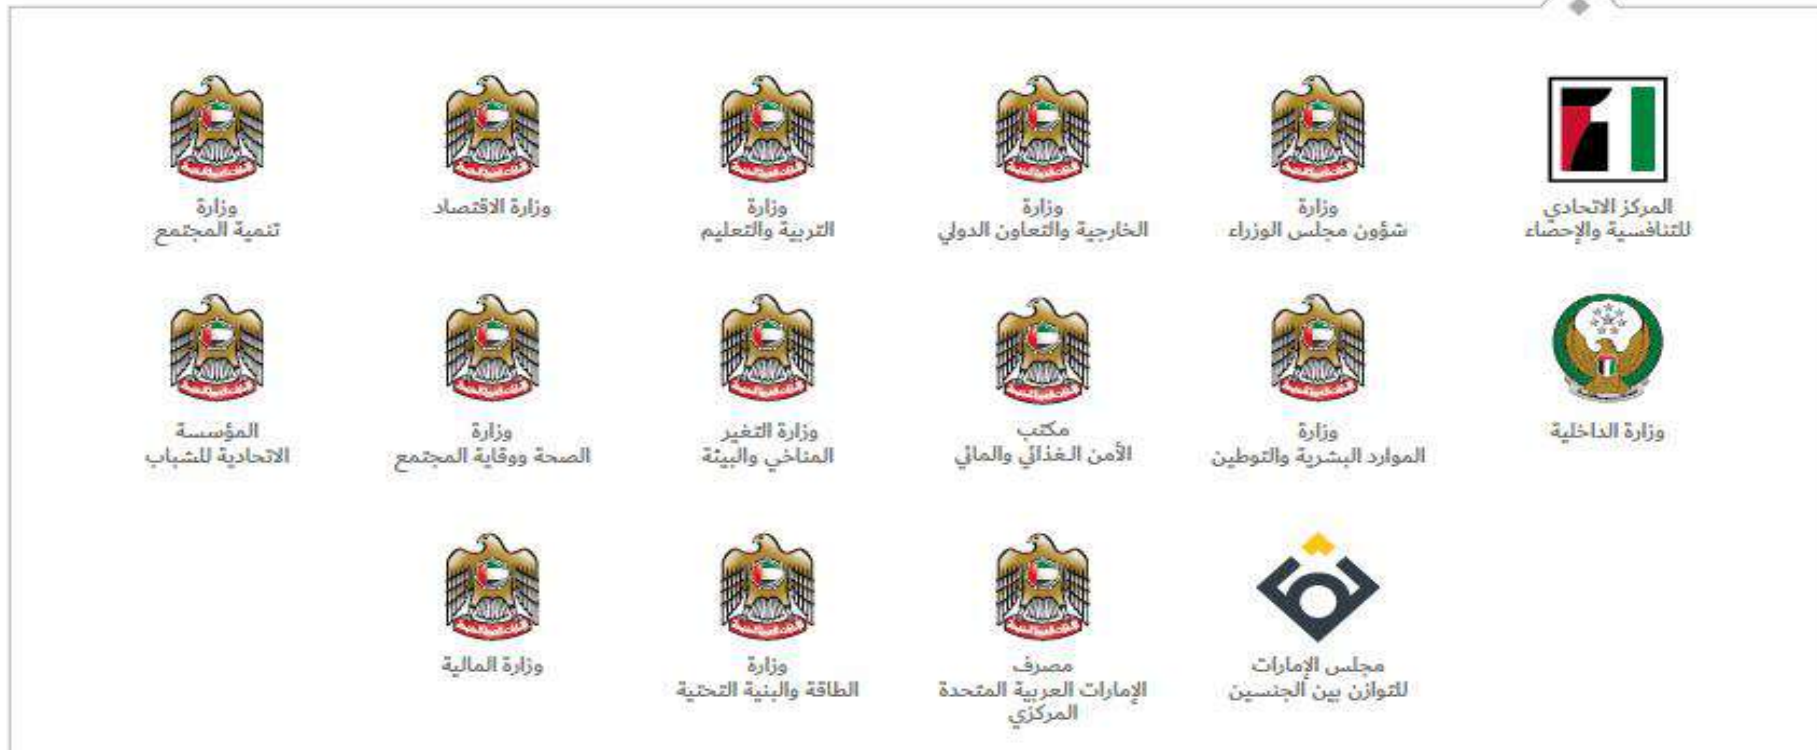 المركز الاتحادي
للتنافسية والإحصاء
وزارة
شؤون مجلس الوزراء
وزارة
الخارجية والتعاون الدولي
وزارة
التربية والتعليم
وزارة الاقتصاد
وزارة
تنمية المجتمع
وزارة الداخلية
وزارة
الموارد البشرية والتوطين
مكتب
الأمن الغذائي والمائي
وزارة التغير
المناخي والبيئة
وزارة
الصحة ووقاية المجتمع
المؤسسة
الاتحادية للشباب
مجلس الإمارات
للتوازن بين الجنسين
مصرف
الإمارات العربية المتحدة
المركزي
وزارة
الطاقة والبنية التحتية
وزارة المالية